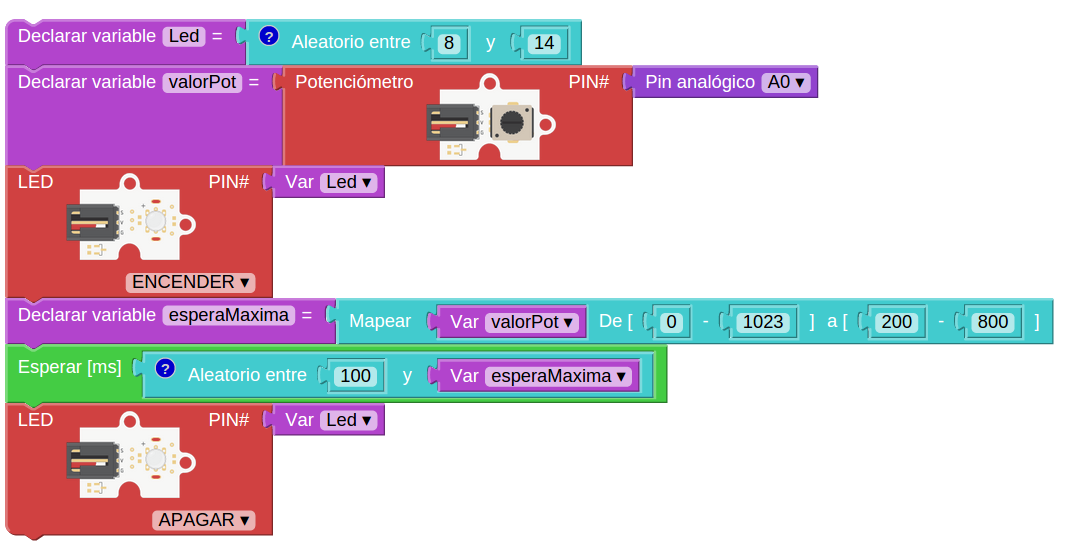 Declarar variable Led = ? Aleatorio entre 8 y 14
Declarar variable valorPot = Potenciómetro PIN# Pin analógico A0 ▾
LED PIN# Var Led ▾
ENCENDER ▾
Declarar variable esperaMaxima = Mapear Var valorPot ▾ De [ 0 - 1023 ] a [ 200 - 800 ]
Esperar [ms] ? Aleatorio entre 100 y Var esperaMaxima ▾
LED PIN# Var Led ▾
APAGAR ▾